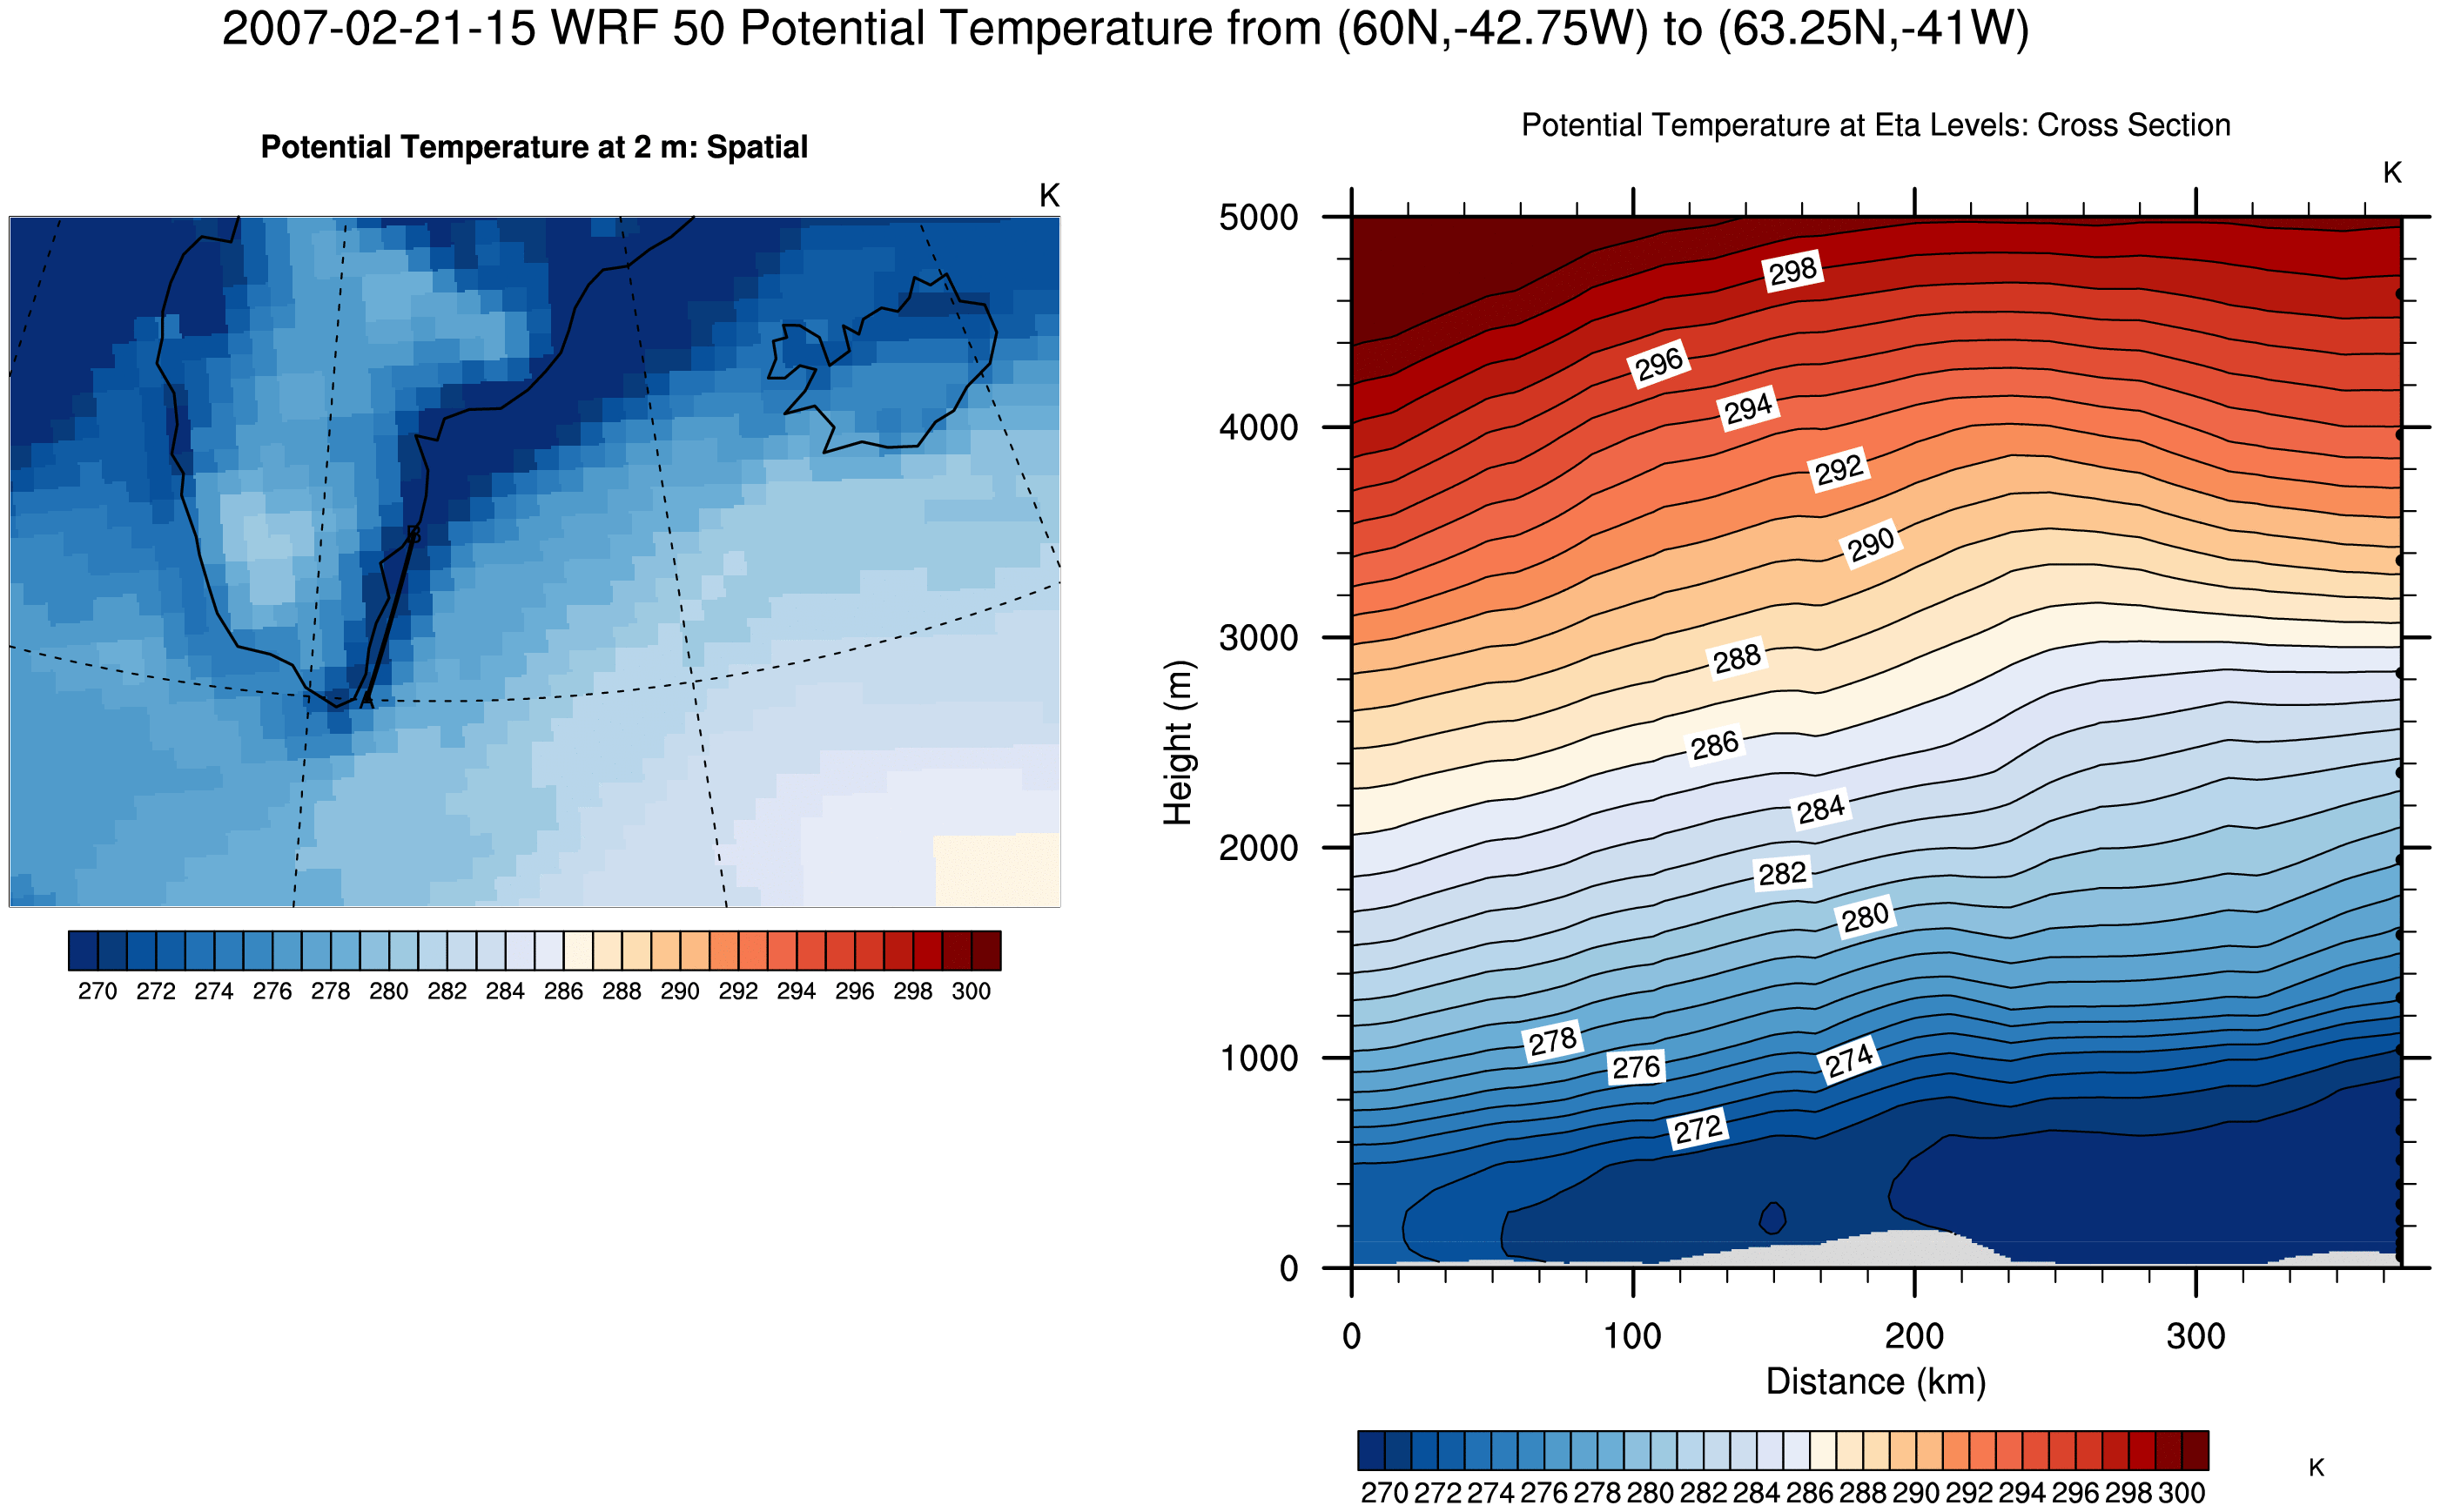 2007-02-21-15 WRF 50 Potential Temperature from (60N,-42.75W) to (63.25N,-41W)
Potential Temperature at 2 m: Spatial
K
B
A
270 272 274 276 278 280 282 284 286 288 290 292 294 296 298 300
Potential Temperature at Eta Levels: Cross Section
K
5000
4000
3000
2000
1000
0
Height (m)
298
296
294
292
290
288
286
284
282
280
278
276
274
272
0 100 200 300
Distance (km)
270 272 274 276 278 280 282 284 286 288 290 292 294 296 298 300
K